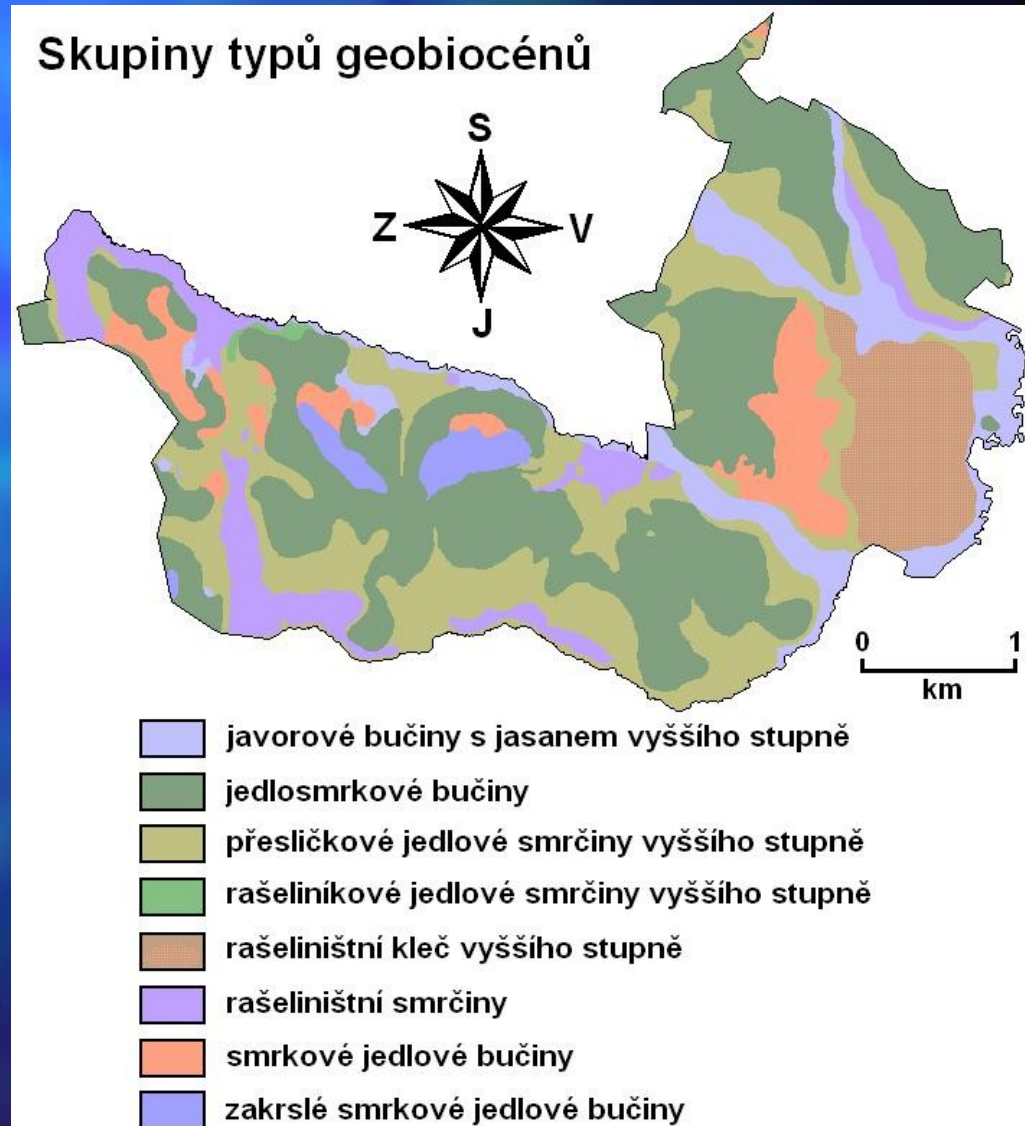 Skupiny typů geobiocénů
S
Z V
J
0 1
km
javorové bučiny s jasanem vyššího stupně
jedlosmrkové bučiny
přesličkové jedlové smrčiny vyššího stupně
rašeliníkové jedlové smrčiny vyššího stupně
rašeliništní kleč vyššího stupně
rašeliništní smrčiny
smrkové jedlové bučiny
zakrslé smrkové jedlové bučiny